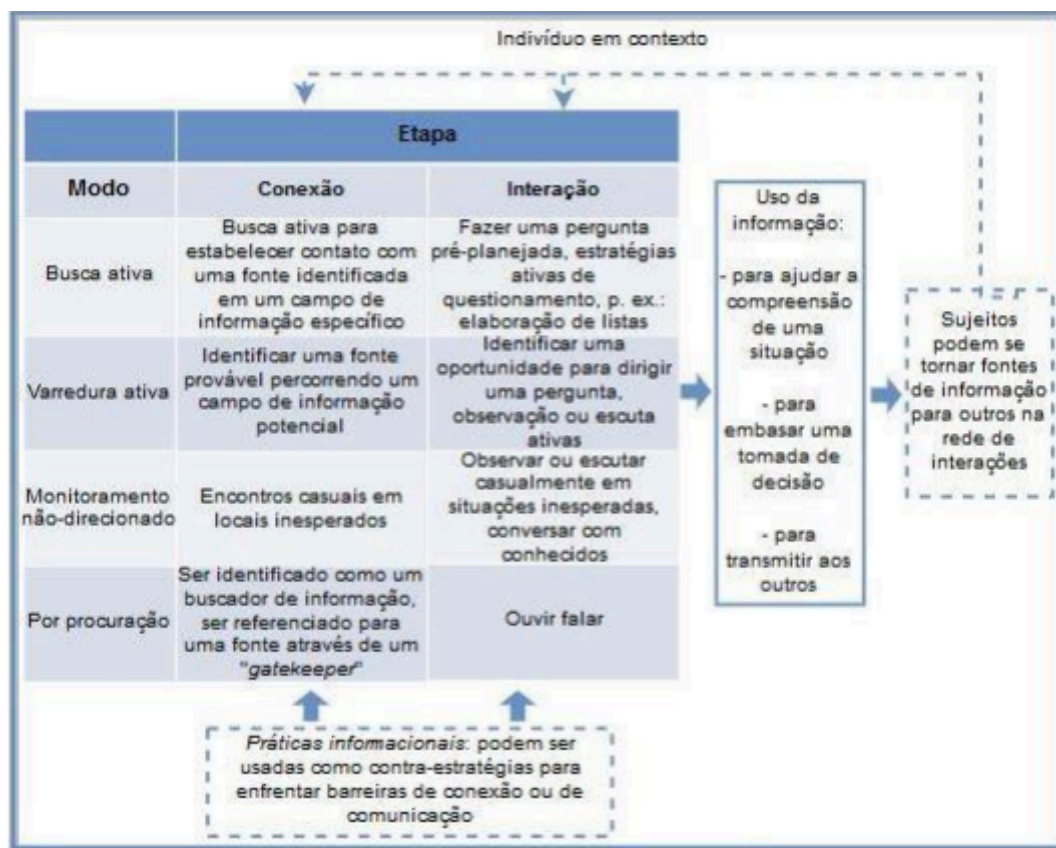 Indivíduo em contexto
Etapa
Modo
Conexão
Interação
Busca ativa
Busca ativa para
estabelecer contato com
uma fonte identificada
em um campo de
informação específico
Fazer uma pergunta
pré-planejada, estratégias
ativas de
questionamento, p. ex.:
elaboração de listas
Varredura ativa
Identificar uma fonte
provável percorrendo um
campo de informação
potencial
Identificar uma
oportunidade para dirigir
uma pergunta,
observação ou escuta
ativas
Monitoramento
não-direcionado
Encontros casuais em
locais inesperados
Observar ou escutar
casualmente em
situações inesperadas,
conversar com
conhecidos
Por procuração
Ser identificado como um
buscador de informação,
ser referenciado para
uma fonte através de um
"gatekeeper"
Ouvir falar
Uso da
informação:
- para ajudar a
compreensão
de uma
situação
- para
embasar uma
tomada de
decisão
- para
transmitir aos
outros
Sujeitos
podem se
tornar fontes
de informação
para outros na
rede de
interações
Práticas informacionais: podem ser
usadas como contra-estratégias para
enfrentar barreiras de conexão ou de
comunicação